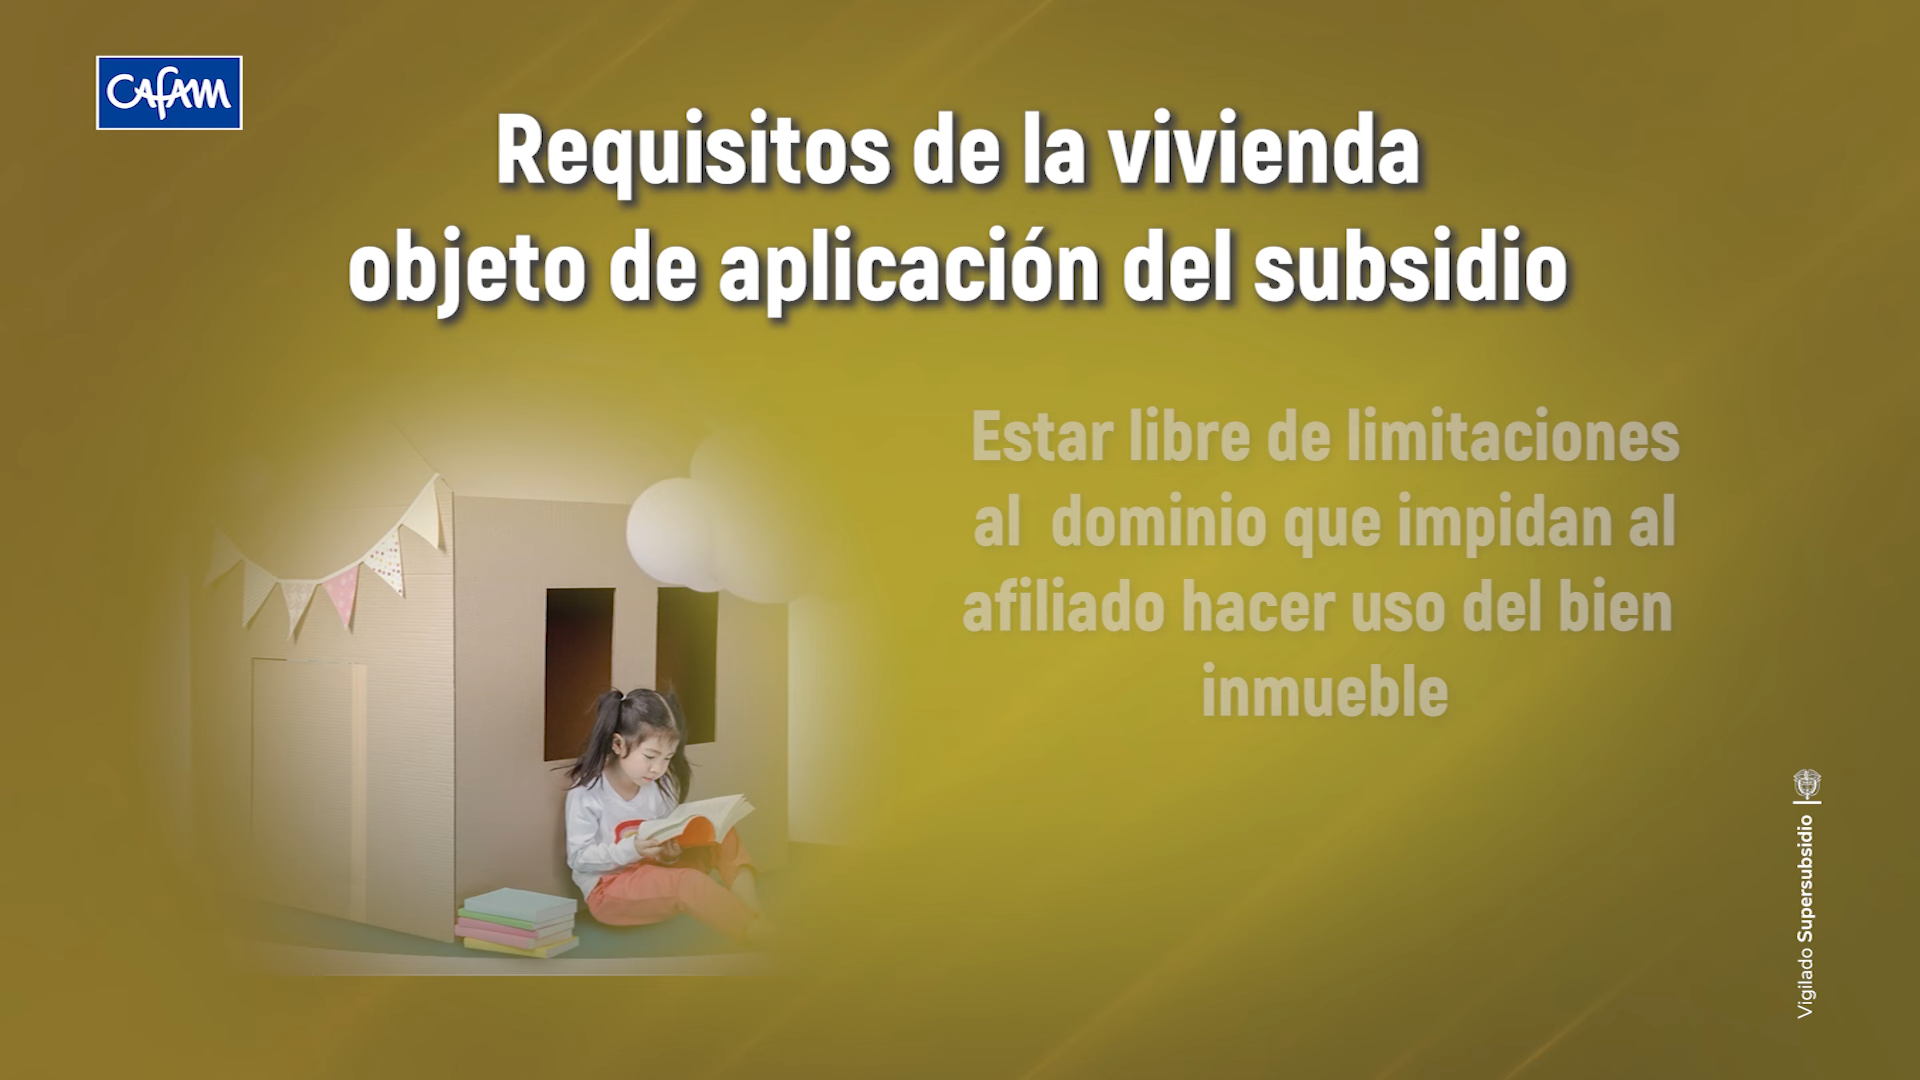 CAFAM
Requisitos de la vivienda
objeto de aplicación del subsidio
Estar libre de limitaciones
al  dominio que impidan al
afiliado hacer uso del bien
inmueble
Vigilado Supersubsidio